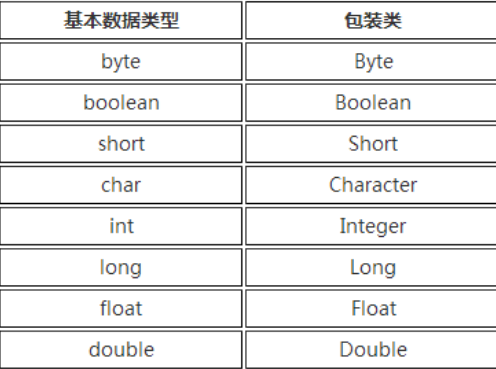 基本数据类型 包装类
byte Byte
boolean Boolean
short Short
char Character
int Integer
long Long
float Float
double Double